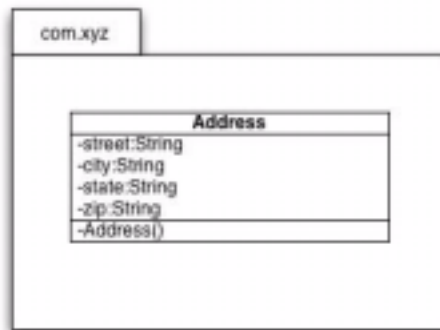 com.xyz
Address
-street:String
-city:String
-state:String
-zip:String
-Address()